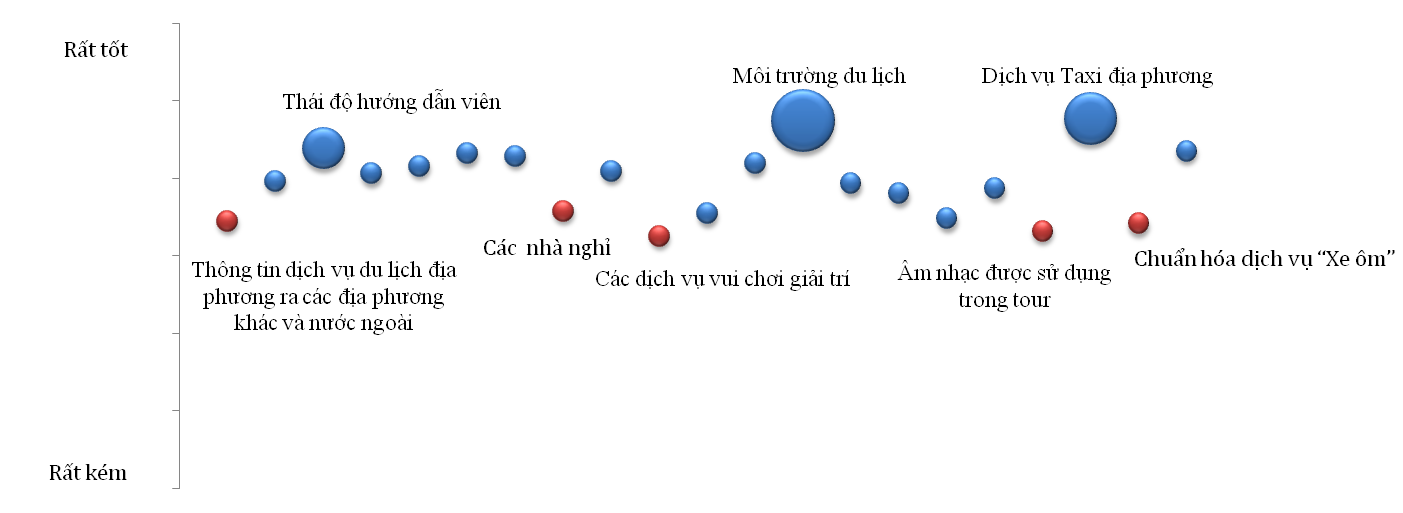 Rất tốt
Môi trường du lịch
Dịch vụ Taxi địa phương
Thái độ hướng dẫn viên
Các nhà nghỉ
Chuẩn hóa dịch vụ “Xe ôm”
Thông tin dịch vụ du lịch địa
phương ra các địa phương
khác và nước ngoài
Các dịch vụ vui chơi giải trí
Âm nhạc được sử dụng
trong tour
Rất kém